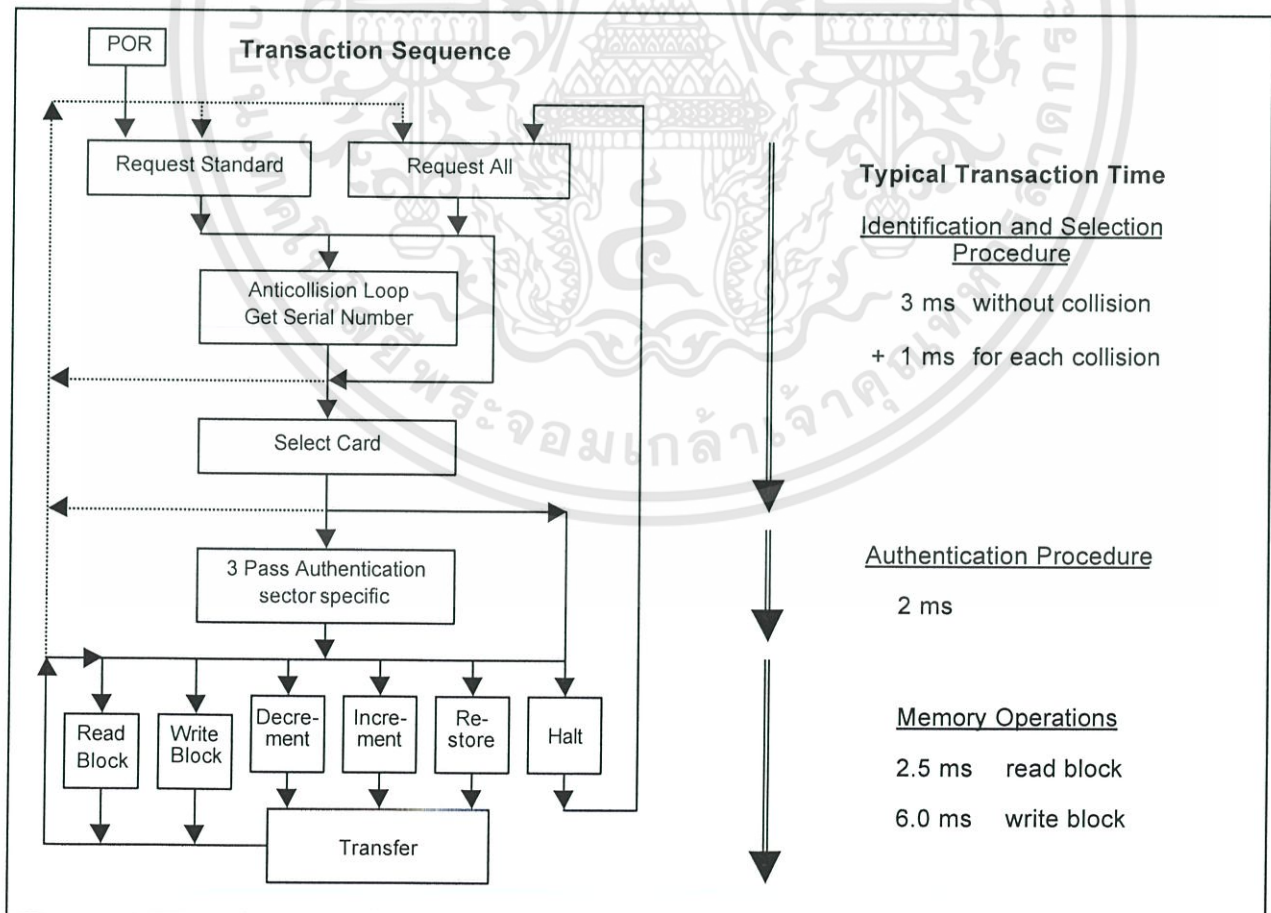 POR
Transaction Sequence
Request Standard
Request All
Anticollision Loop
Get Serial Number
Select Card
3 Pass Authentication
sector specific
Read
Block
Write
Block
Decre-
ment
Incre-
ment
Re-
store
Halt
Transfer
Typical Transaction Time
Identification and Selection
Procedure
3 ms without collision
+ 1 ms for each collision
Authentication Procedure
2 ms
Memory Operations
2.5 ms read block
6.0 ms write block